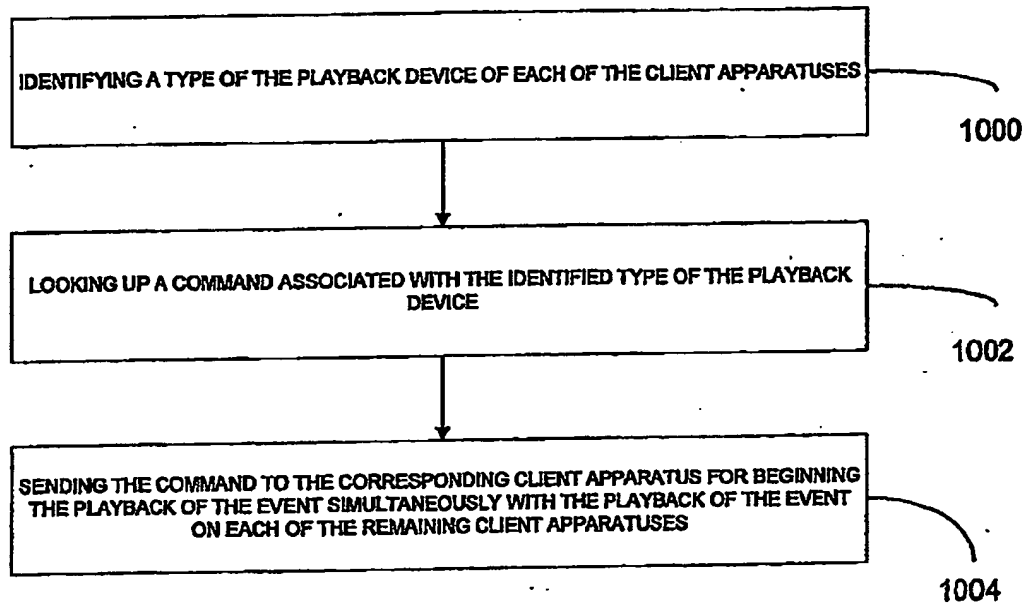 IDENTIFYING A TYPE OF THE PLAYBACK DEVICE OF EACH OF THE CLIENT APPARATUSES
1000
LOOKING UP A COMMAND ASSOCIATED WITH THE IDENTIFIED TYPE OF THE PLAYBACK
DEVICE
1002
SENDING THE COMMAND TO THE CORRESPONDING CLIENT APPARATUS FOR BEGINNING
THE PLAYBACK OF THE EVENT SIMULTANEOUSLY WITH THE PLAYBACK OF THE EVENT
ON EACH OF THE REMAINING CLIENT APPARATUSES
1004